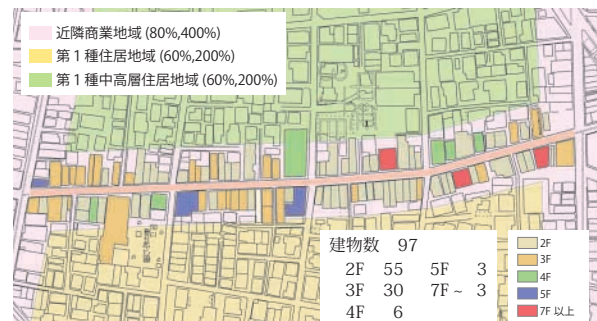 近隣商業地域 (80%,400%)
第1種住居地域 (60%,200%)
第1種中高層住居地域 (60%,200%)
建物数 97
2F 55 5F 3
3F 30 7F ~ 3
4F 6
2F
3F
4F
5F
7F 以上